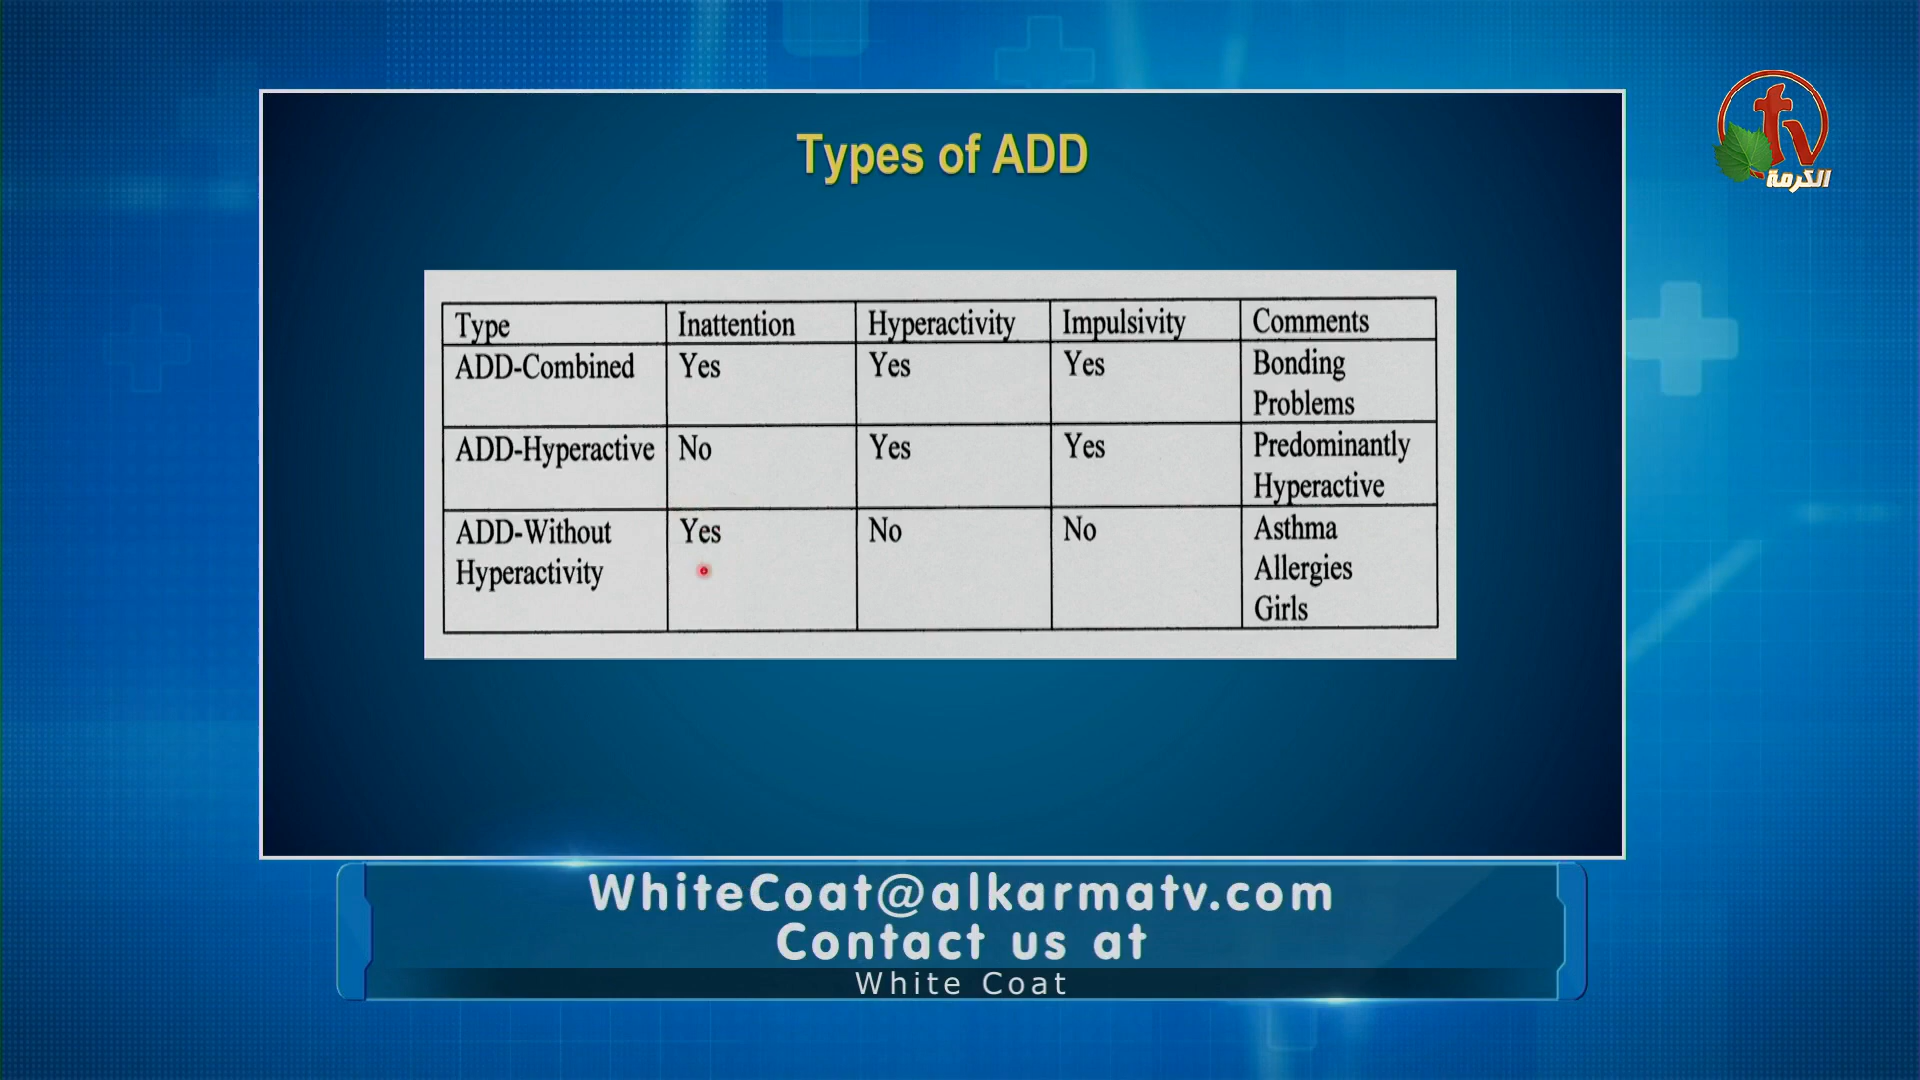 Types of ADD
tv
الكرمة
Type Inattention Hyperactivity Impulsivity Comments
ADD-Combined Yes Yes Yes Bonding
Problems
ADD-Hyperactive No Yes Yes Predominantly
Hyperactive
ADD-Without Yes No No Asthma
Hyperactivity Allergies
Girls
WhiteCoat@alkarmatv.com
Contact us at
White Coat